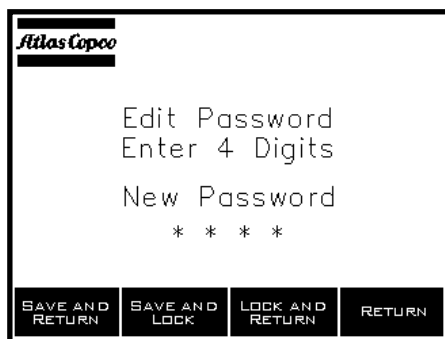 Atlas Copco
Edit Password
Enter 4 Digits
New Password
* * * *
SAVE AND RETURN
SAVE AND LOCK
LOCK AND RETURN
RETURN